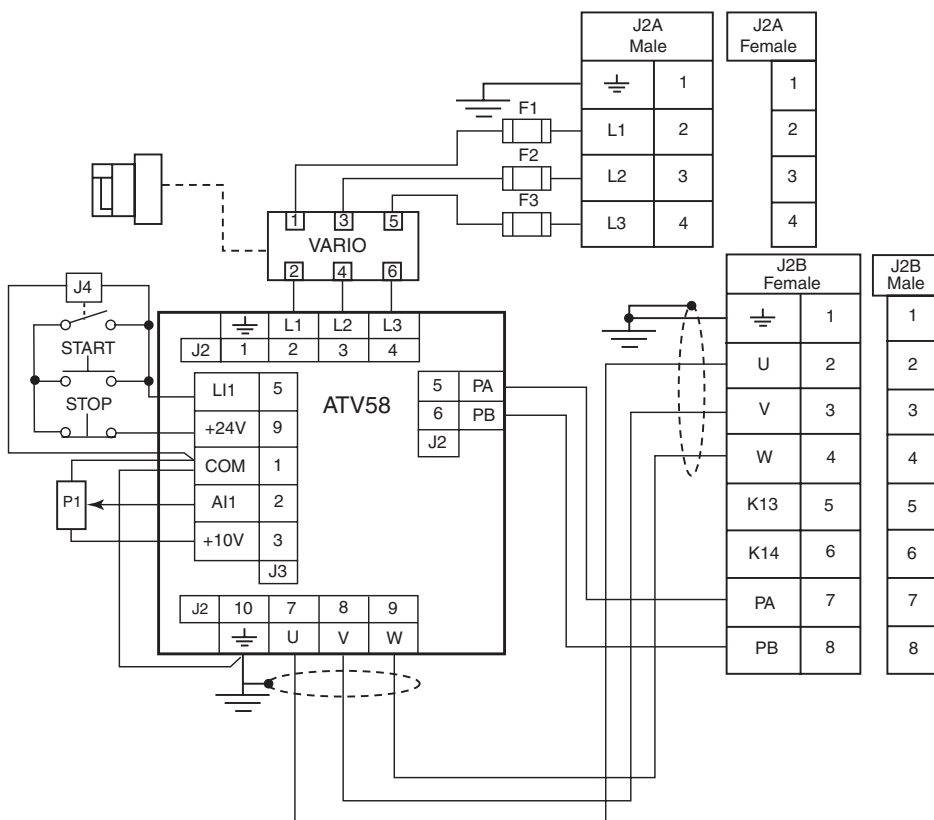 J2A
Male
1
L1 2
L2 3
L3 4
J2A
Female
1
2
3
4
F1
F2
F3
1 3 5
VARIO
2 4 6
J4
START
STOP
P1
L1 L2 L3
J2 1 2 3 4
LI1 5
+24V 9
COM 1
AI1 2
+10V 3
J3
ATV58
5 PA
6 PB
J2
J2 10 7 8 9
U V W
J2B
Female
1
U 2
V 3
W 4
K13 5
K14 6
PA 7
PB 8
J2B
Male
1
2
3
4
5
6
7
8